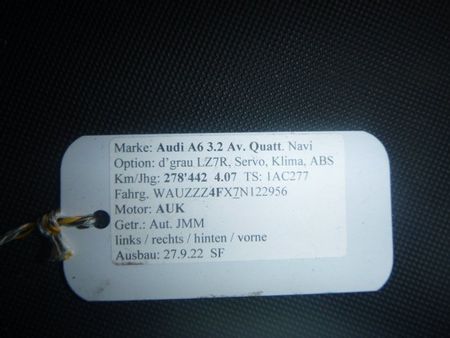 Marke: Audi A6 3.2 Av. Quatt. Navi
Option: d'grau LZ7R, Servo, Klima, ABS
Km/Jhg: 278'442 4.07 TS: 1AC277
Fahrg. WAUZZZ4FX7N122956
Motor: AUK
Getr.: Aut. JMM
links / rechts / hinten / vorne
Ausbau: 27.9.22 SF